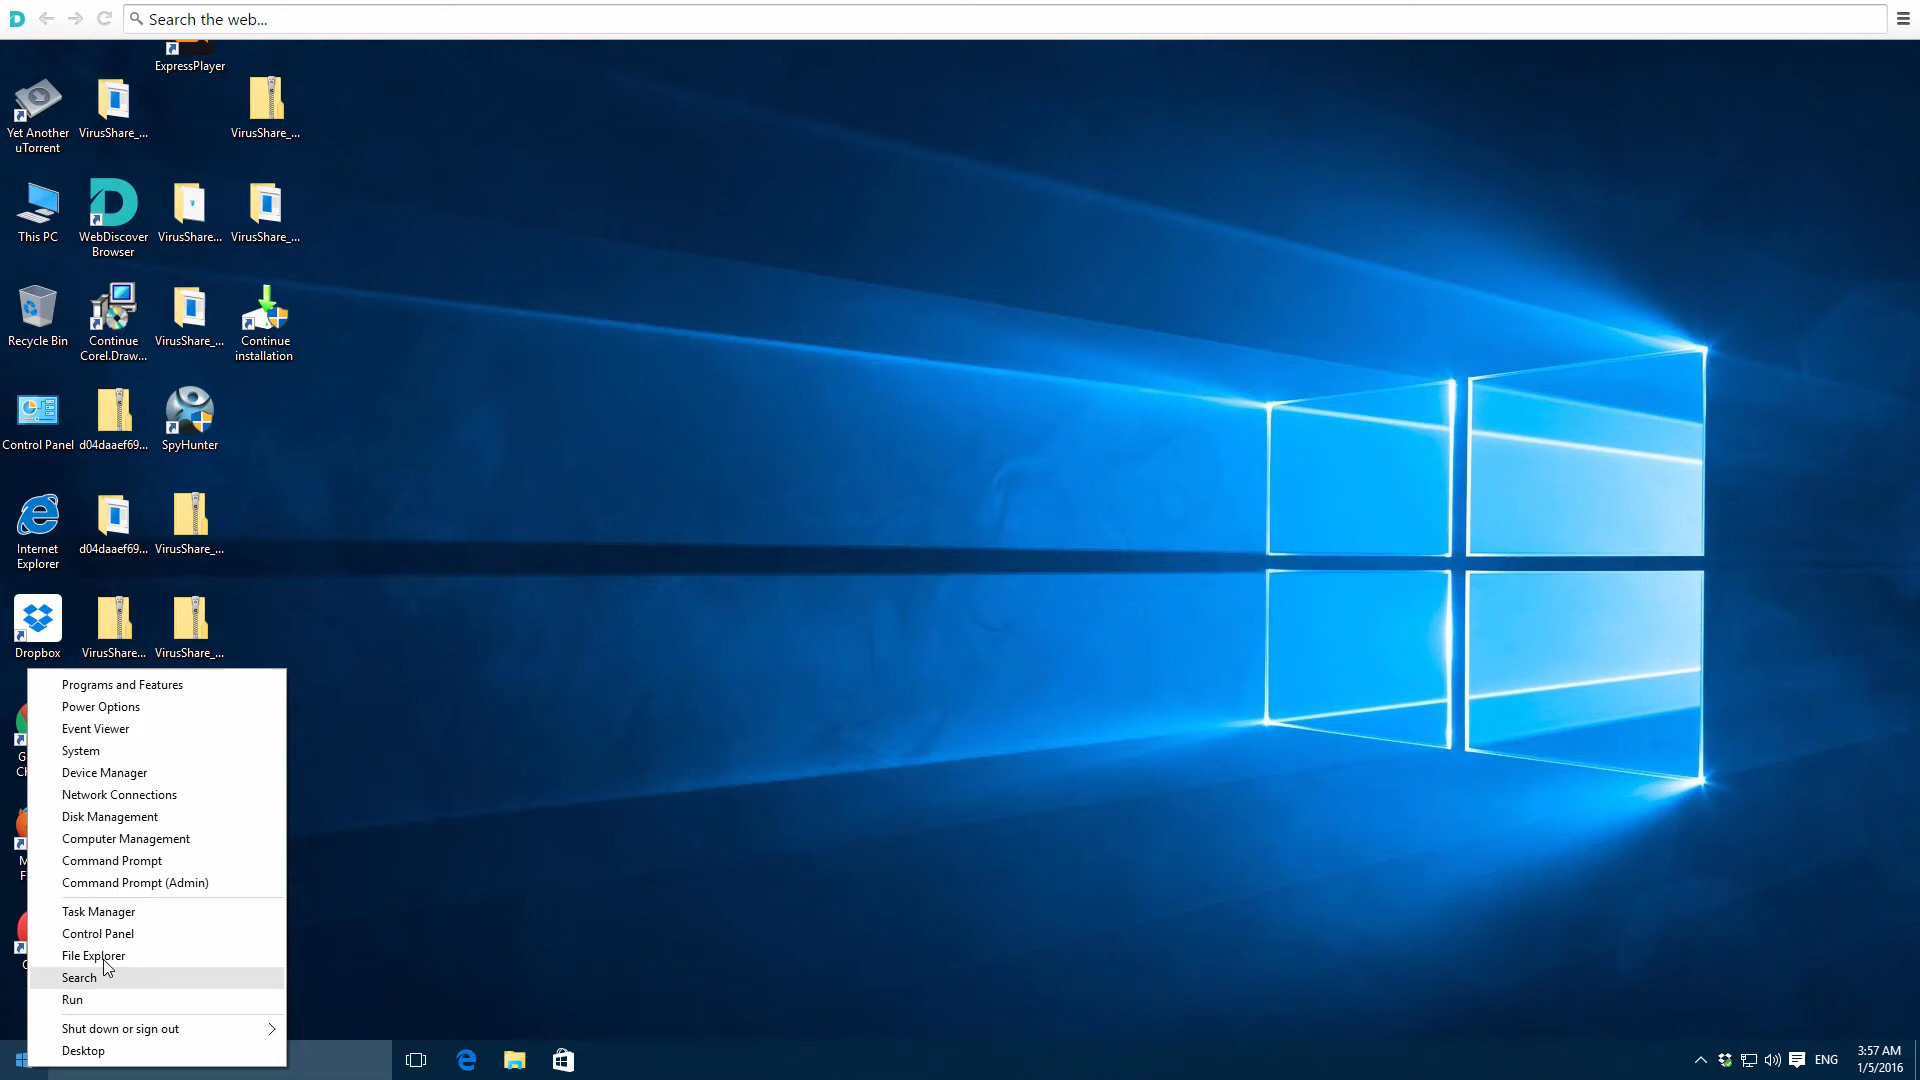 Search the web...
ExpressPlayer
Yet Another
uTorrent
VirusShare_...
VirusShare_...
This PC
WebDiscover
Browser
VirusShare...
VirusShare_...
Recycle Bin
Continue
Corel.Draw...
VirusShare_...
Continue
installation
Control Panel
d04daaef69...
SpyHunter
Internet
Explorer
d04daaef69...
VirusShare_...
Dropbox
VirusShare...
VirusShare_...
Programs and Features
Power Options
Event Viewer
System
Device Manager
Network Connections
Disk Management
Computer Management
Command Prompt
Command Prompt (Admin)
Task Manager
Control Panel
File Explorer
Search
Run
Shut down or sign out
Desktop
ENG
3:57 AM
1/5/2016